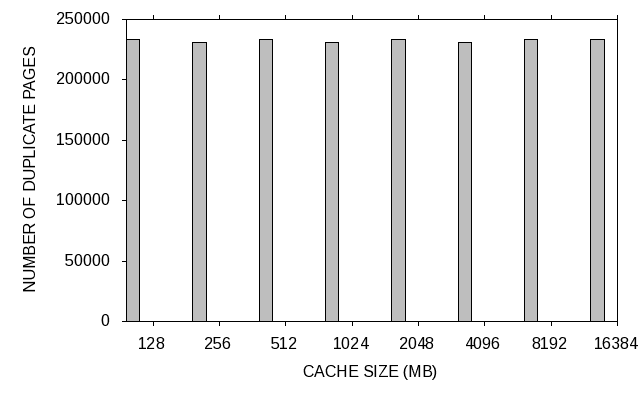 250000
200000
150000
100000
50000
0
NUMBER OF DUPLICATE PAGES
128 256 512 1024 2048 4096 8192 16384
CACHE SIZE (MB)